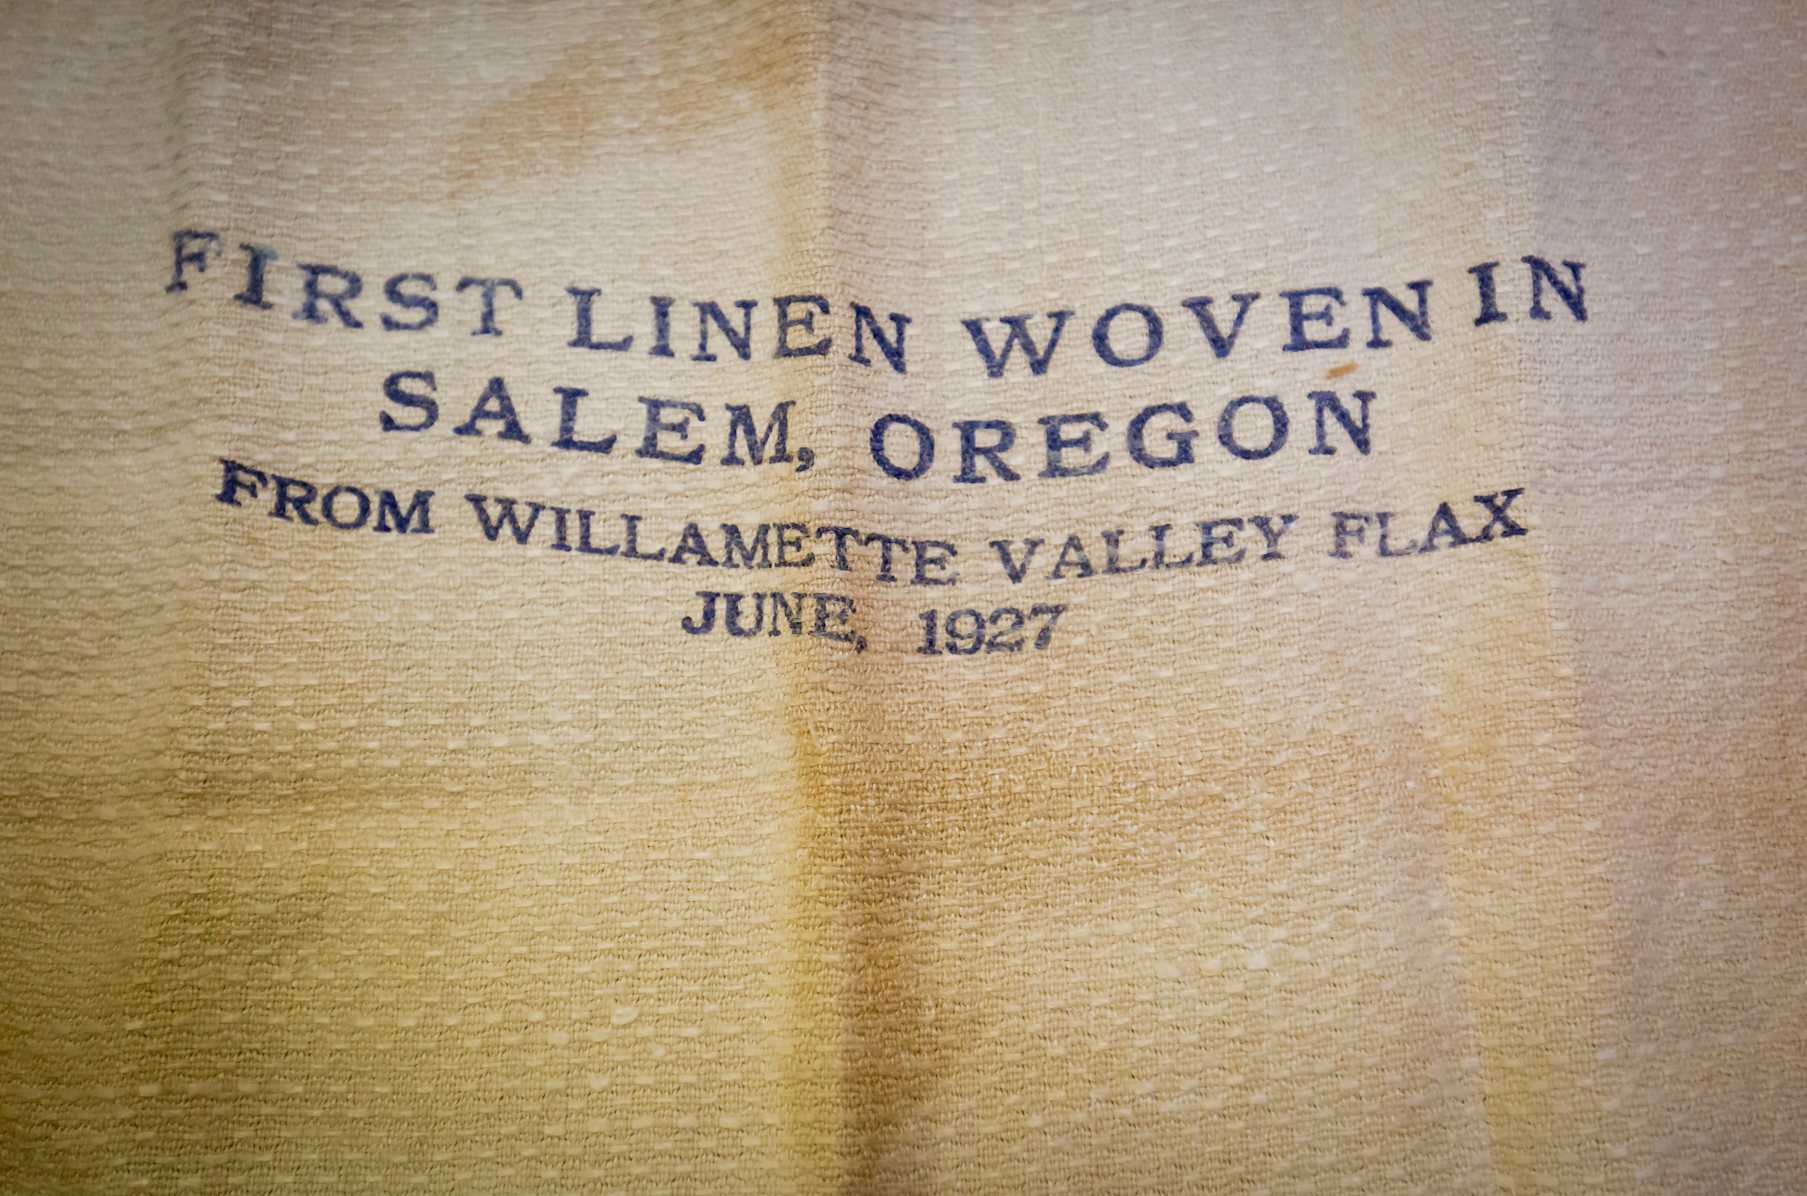 FIRST LINEN WOVEN IN
SALEM, OREGON
FROM WILLAMETTE VALLEY FLAX
JUNE, 1927